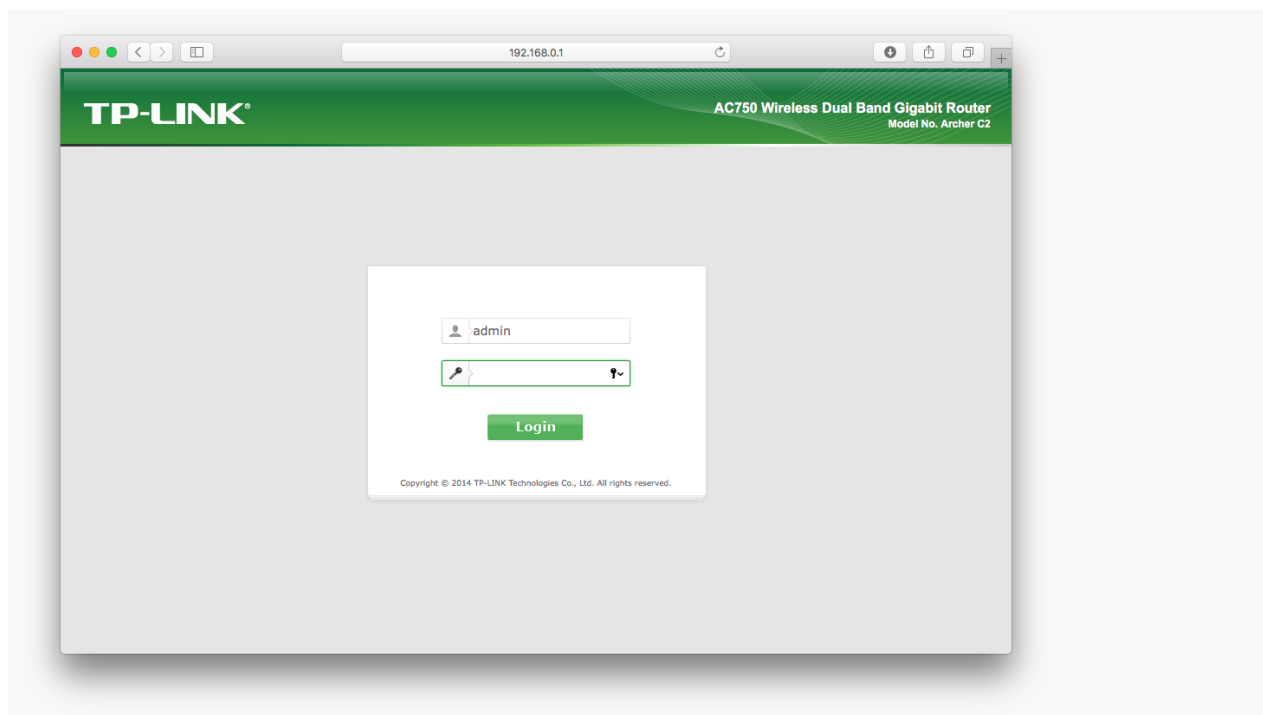 192.168.0.1
TP-LINK®
AC750 Wireless Dual Band Gigabit Router
Model No. Archer C2
admin
Login
Copyright © 2014 TP-LINK Technologies Co., Ltd. All rights reserved.